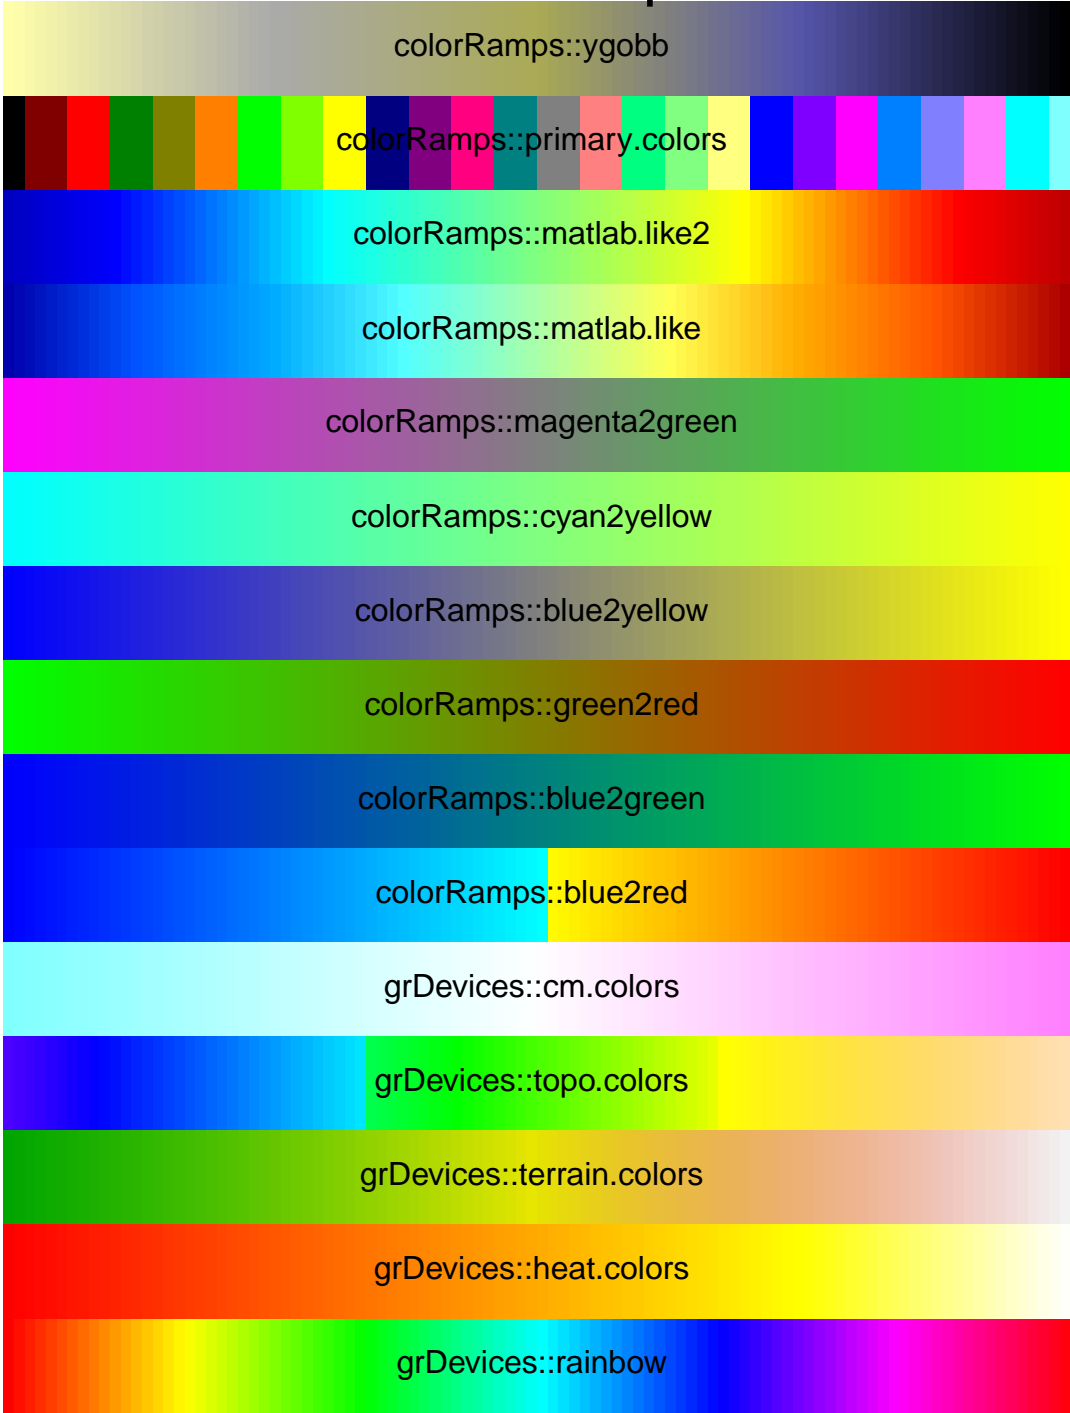 colorRamps::ygobb
colorRamps::primary.colors
colorRamps::matlab.like2
colorRamps::matlab.like
colorRamps::magenta2green
colorRamps::cyan2yellow
colorRamps::blue2yellow
colorRamps::green2red
colorRamps::blue2green
colorRamps::blue2red
grDevices::cm.colors
grDevices::topo.colors
grDevices::terrain.colors
grDevices::heat.colors
grDevices::rainbow